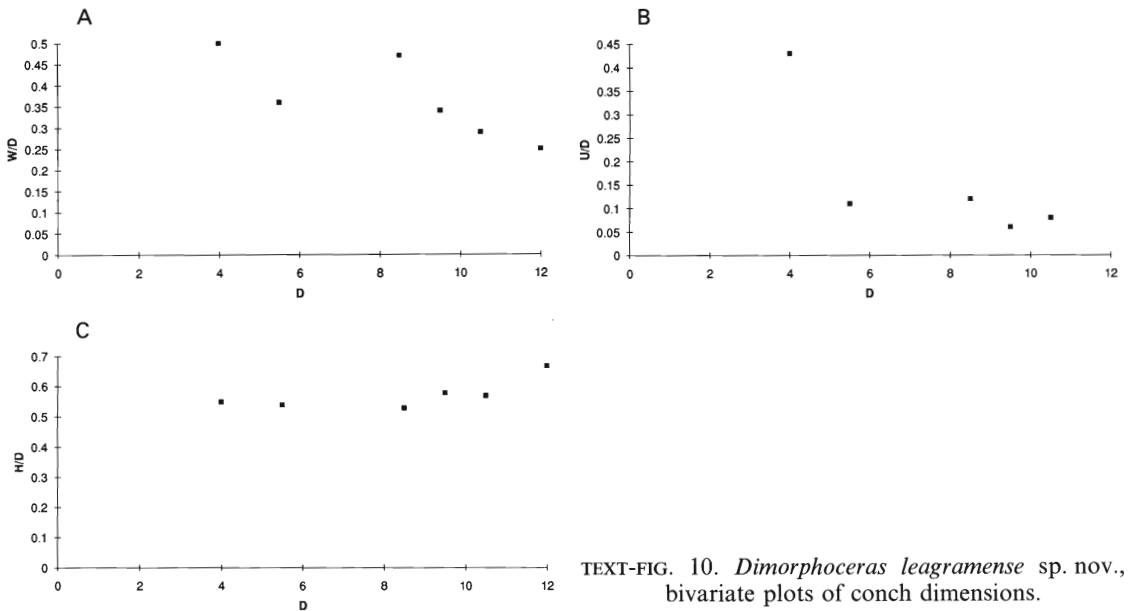 A
0.5
0.45
0.4
0.35
0.3
0.25
0.2
0.15
0.1
0.05
0
W/D
0 2 4 6 8 10 12
D
B
0.45
0.4
0.35
0.3
0.25
0.2
0.15
0.1
0.05
0
U/D
0 2 4 6 8 10 12
D
C
0.7
0.6
0.5
0.4
0.3
0.2
0.1
0
H/D
0 2 4 6 8 10 12
D
TEXT-FIG. 10. Dimorphoceras leagramense sp. nov.,
bivariate plots of conch dimensions.